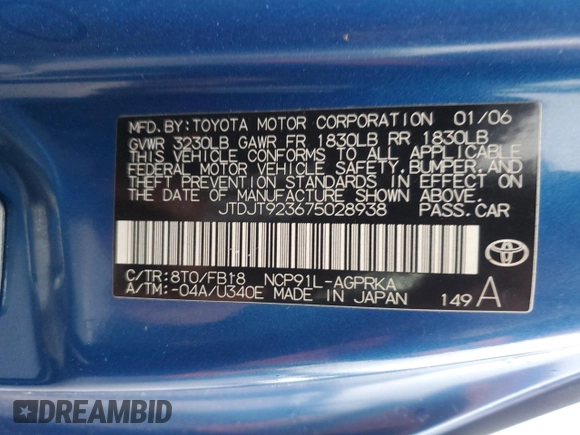 MFD. BY: TOYOTA MOTOR CORPORATION 01/06
GVWR 3230LB GAWR FR 1830LB RR 1830LB
THIS VEHICLE CONFORMS TO ALL APPLICABLE
FEDERAL MOTOR VEHICLE SAFETY, BUMPER, AND
THEFT PREVENTION STANDARDS IN EFFECT ON
THE DATE OF MANUFACTURE SHOWN ABOVE.
JTDJT923675028938 PASS. CAR
C/TR: 8T0/FB18 NCP91L-AGPRKA
A/TM: -04A/U340E MADE IN JAPAN 149 A
TOYOTA
DREAMBID